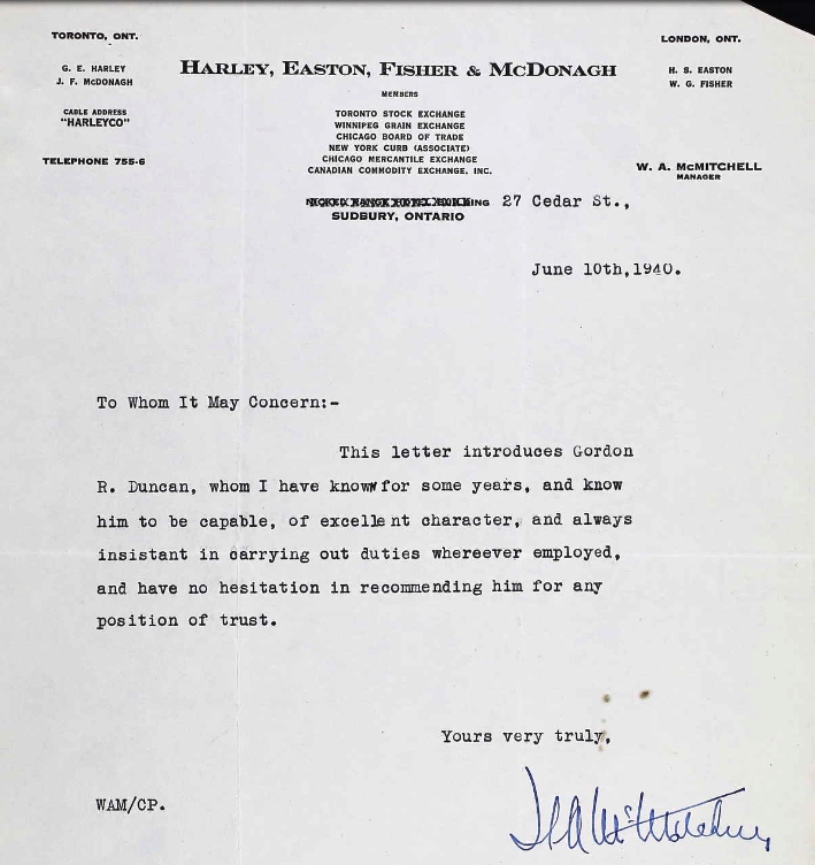 TORONTO, ONT.
G. E. HARLEY
J. F. McDONAGH
CABLE ADDRESS
"HARLEYCO"
TELEPHONE 755-6
HARLEY, EASTON, FISHER & McDONAGH
MEMBERS
TORONTO STOCK EXCHANGE
WINNIPEG GRAIN EXCHANGE
CHICAGO BOARD OF TRADE
NEW YORK CURB (ASSOCIATE)
CHICAGO MERCANTILE EXCHANGE
CANADIAN COMMODITY EXCHANGE, INC.
LONDON, ONT.
H. S. EASTON
W. G. FISHER
W. A. McMITCHELL
MANAGER
27 Cedar St.,
SUDBURY, ONTARIO
June 10th,1940.
To Whom It May Concern:-
This letter introduces Gordon
R. Duncan, whom I have known for some years, and know
him to be capable, of excellent character, and always
insistant in carrying out duties whereever employed,
and have no hesitation in recommending him for any
position of trust.
Yours very truly,
WAM/CP.